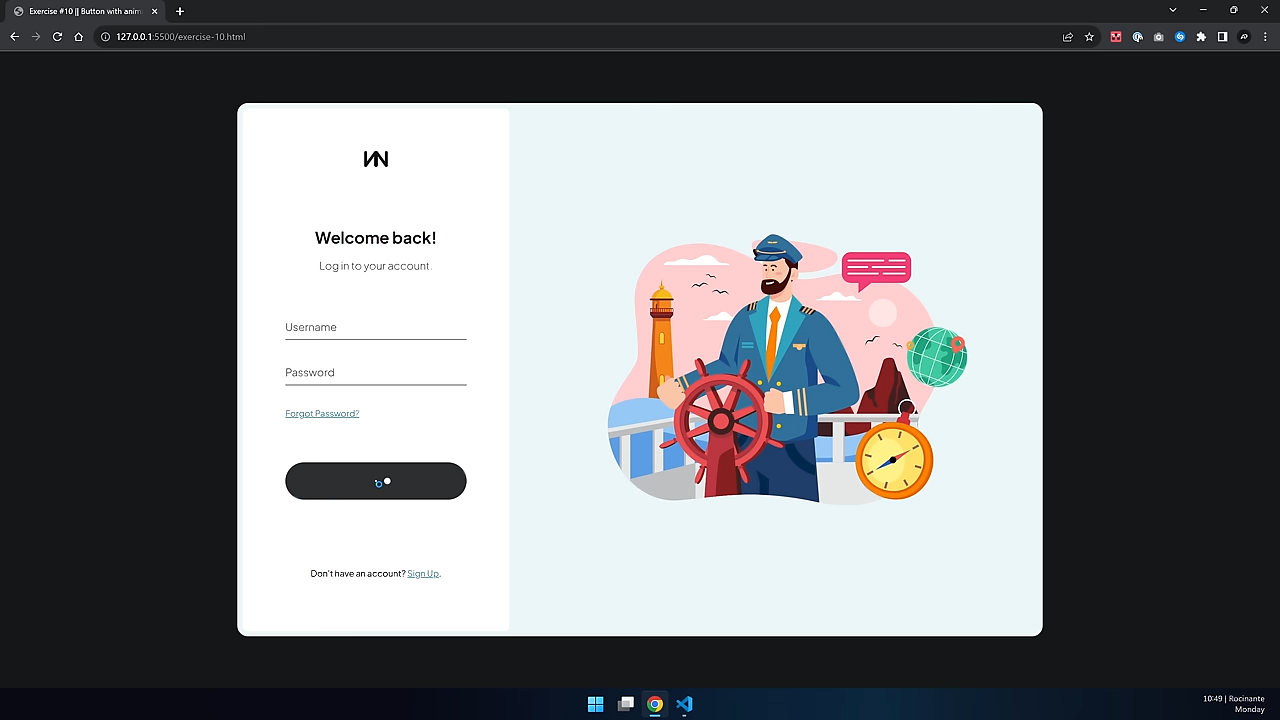 Exercise #10 || Button with anim
127.0.0.1:5500/exercise-10.html
Welcome back!
Log in to your account.
Username
Password
Forgot Password?
Don't have an account? Sign Up.
10:49 | Rocinante
Monday